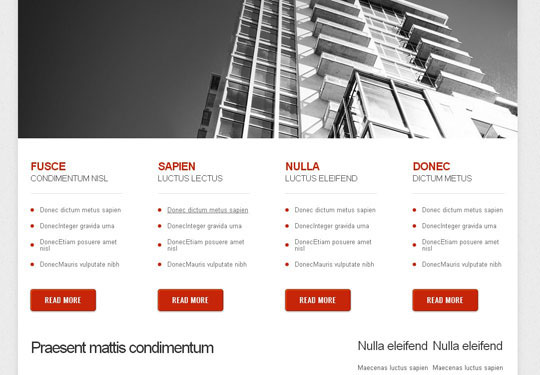 FUSCE
CONDIMENTUM NISL
Donec dictum metus sapien
DonecInteger gravida urna
DonecEtiam posuere amet
nisl
DonecMauris vulputate nibh
READ MORE
SAPIEN
LUCTUS LECTUS
Donec dictum metus sapien
DonecInteger gravida urna
DonecEtiam posuere amet
nisl
DonecMauris vulputate nibh
READ MORE
NULLA
LUCTUS ELEIFEND
Donec dictum metus sapien
DonecInteger gravida urna
DonecEtiam posuere amet
nisl
DonecMauris vulputate nibh
READ MORE
DONEC
DICTUM METUS
Donec dictum metus sapien
DonecInteger gravida urna
DonecEtiam posuere amet
nisl
DonecMauris vulputate nibh
READ MORE
Praesent mattis condimentum
Nulla eleifend
Maecenas luctus sapien
Nulla eleifend
Maecenas luctus sapien